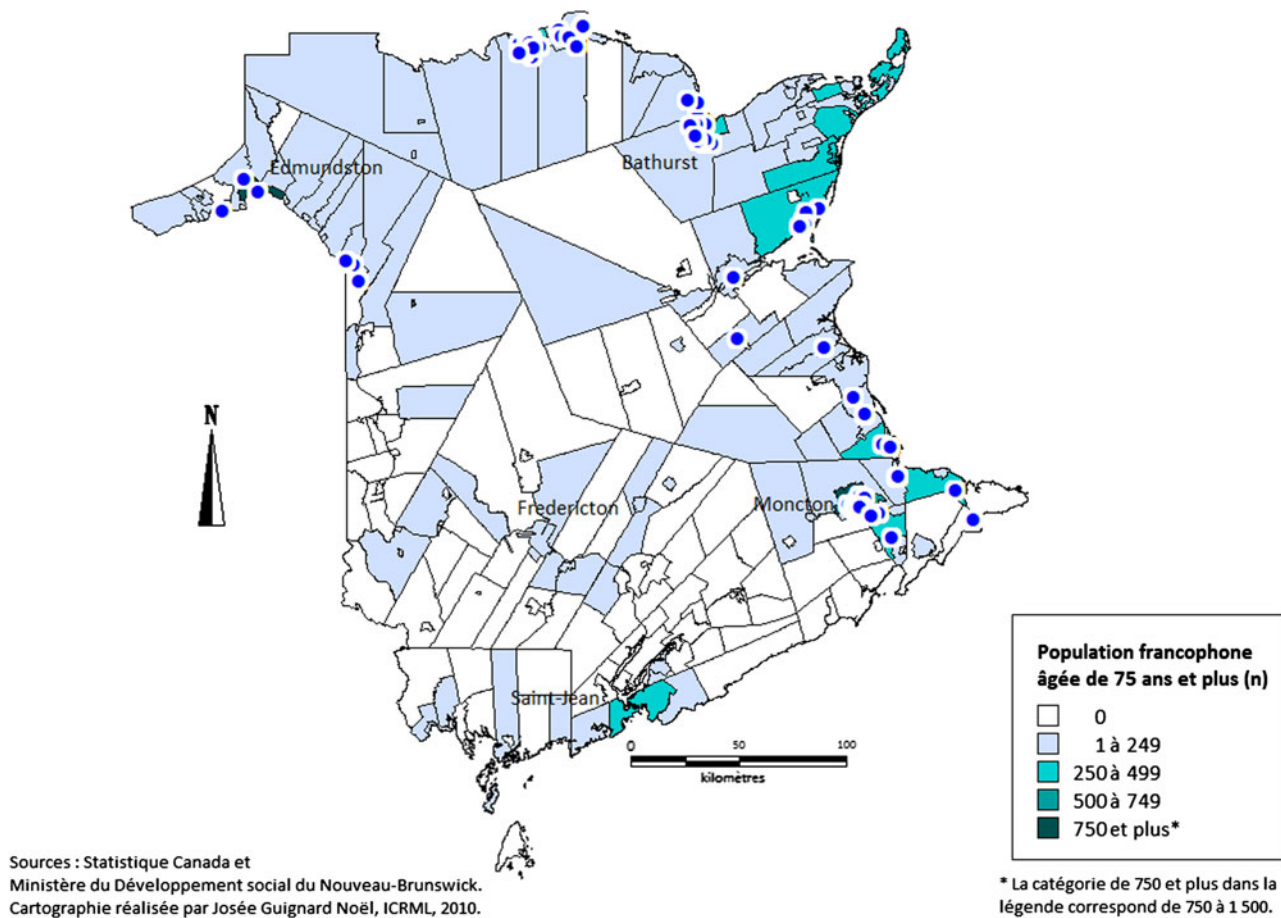 Edmundston
Bathurst
N
Fredericton
Moncton
Saint-Jean
0 50 100
kilomètres
Population francophone
âgée de 75 ans et plus (n)
0
1 à 249
250 à 499
500 à 749
750 et plus*
Sources : Statistique Canada et
Ministère du Développement social du Nouveau-Brunswick.
Cartographie réalisée par Josée Guignard Noël, ICRML, 2010.
* La catégorie de 750 et plus dans la
légende correspond de 750 à 1 500.